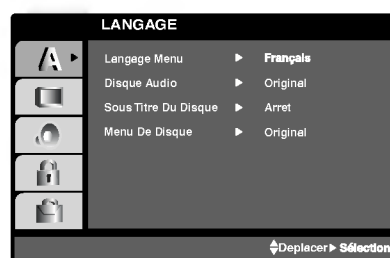 LANGAGE
A
Langage Menu Français
Disque Audio Original
Sous Titre Du Disque Arret
Menu De Disque Original
Deplacer Sélection